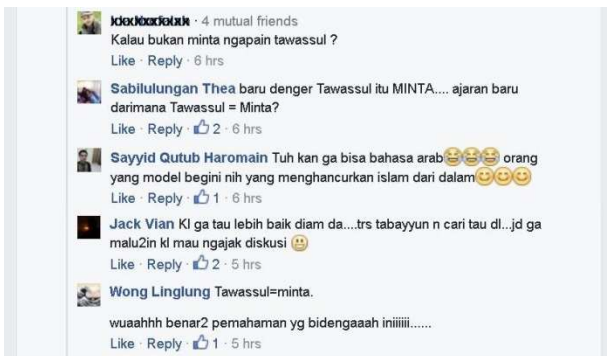 · 4 mutual friends
Kalau bukan minta ngapain tawassul ?
Like · Reply · 6 hrs
Sabilulungan Thea baru denger Tawassul itu MINTA.... ajaran baru
darimana Tawassul = Minta?
Like · Reply · 2 · 6 hrs
Sayyid Qutub Haromain Tuh kan ga bisa bahasa arab😂😂😂 orang
yang model begini nih yang menghancurkan islam dari dalam😊😊😊
Like · Reply · 1 · 6 hrs
Jack Vian Kl ga tau lebih baik diam da....trs tabayyun n cari tau dl...jd ga
malu2in kl mau ngajak diskusi 😬
Like · Reply · 2 · 5 hrs
Wong Linglung Tawassul=minta.
wuaahhh benar2 pemahaman yg bidengaaah iniiiiii......
Like · Reply · 1 · 5 hrs